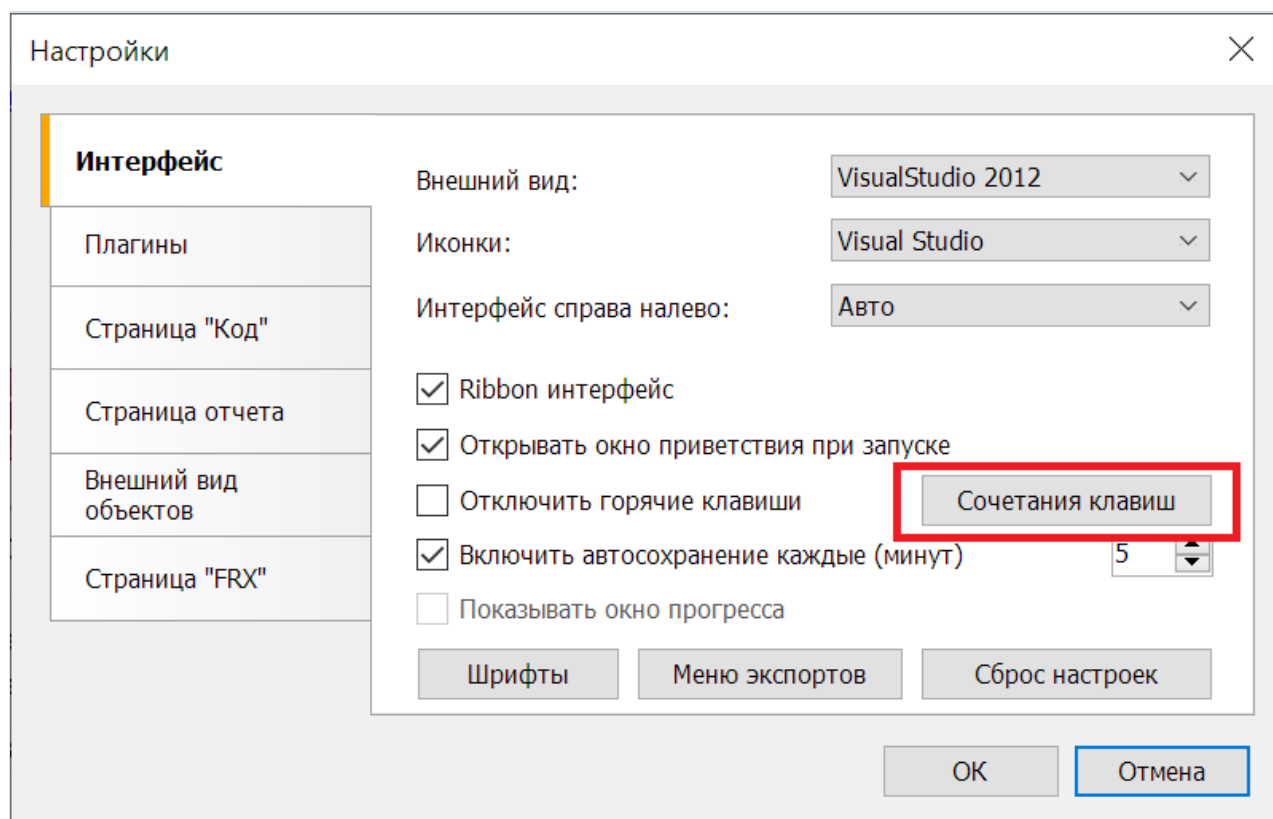 Настройки
Интерфейс
Плагины
Страница "Код"
Страница отчета
Внешний вид
объектов
Страница "FRX"
Внешний вид: VisualStudio 2012
Иконки: Visual Studio
Интерфейс справа налево: Авто
Ribbon интерфейс
Открывать окно приветствия при запуске
Отключить горячие клавиши Сочетания клавиш
Включить автосохранение каждые (минут) 5
Показывать окно прогресса
Шрифты Меню экспортов Сброс настроек
ОК Отмена